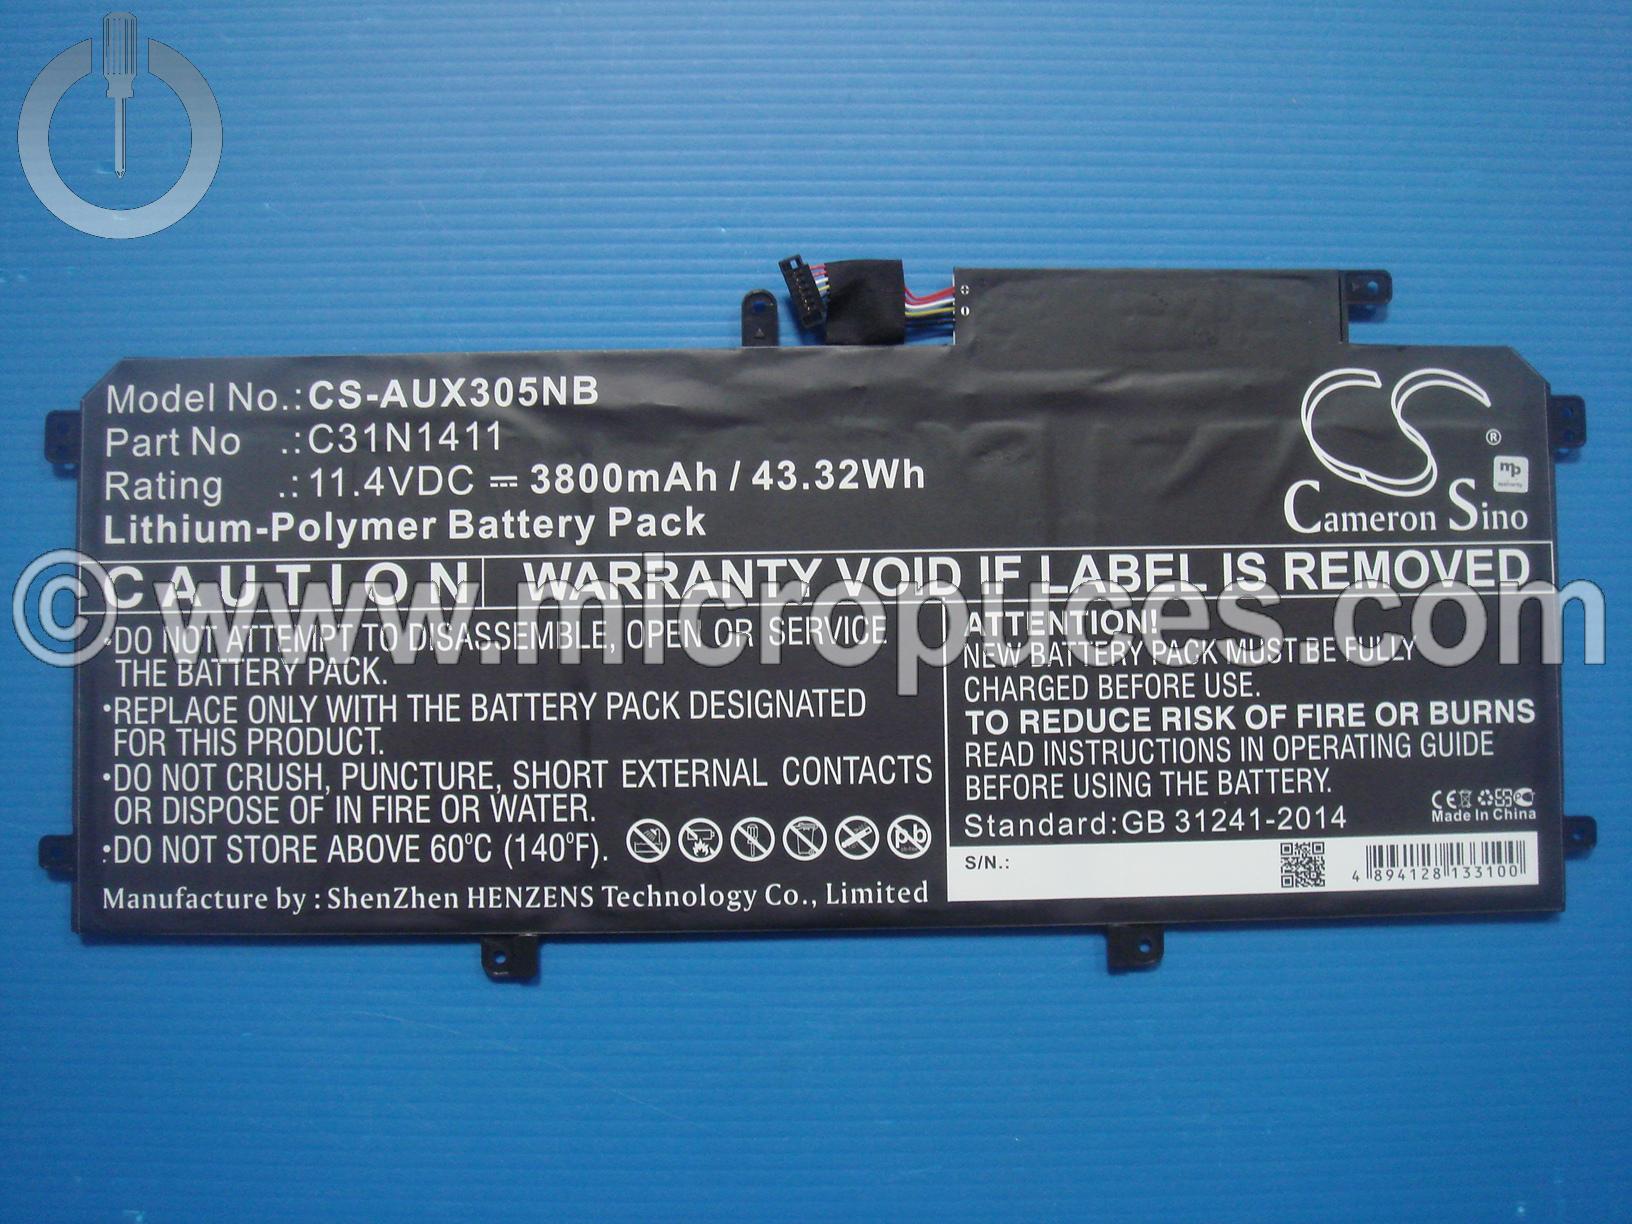 Model No.: CS-AUX305NB
Part No .: C31N1411
Rating .: 11.4VDC ⎓ 3800mAh / 43.32Wh
Lithium-Polymer Battery Pack
CS ®
mp
Cameron Sino
CAUTION
WARRANTY VOID IF LABEL IS REMOVED
© www.micropuces.com
•DO NOT ATTEMPT TO DISASSEMBLE, OPEN OR SERVICE
THE BATTERY PACK.
•REPLACE ONLY WITH THE BATTERY PACK DESIGNATED
FOR THIS PRODUCT.
•DO NOT CRUSH, PUNCTURE, SHORT EXTERNAL CONTACTS
OR DISPOSE OF IN FIRE OR WATER.
•DO NOT STORE ABOVE 60°C (140°F).
pb
Manufacture by : ShenZhen HENZENS Technology Co., Limited
ATTENTION!
NEW BATTERY PACK MUST BE FULLY
CHARGED BEFORE USE.
TO REDUCE RISK OF FIRE OR BURNS
READ INSTRUCTIONS IN OPERATING GUIDE
BEFORE USING THE BATTERY.
CE
Made In China
Standard:GB 31241-2014
S/N.:
4 894128 133100